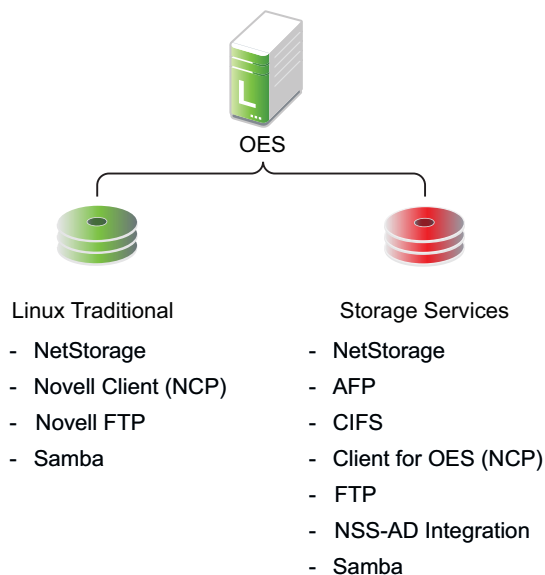 L
OES
Linux Traditional
- NetStorage
- Novell Client (NCP)
- Novell FTP
- Samba
Storage Services
- NetStorage
- AFP
- CIFS
- Client for OES (NCP)
- FTP
- NSS-AD Integration
- Samba